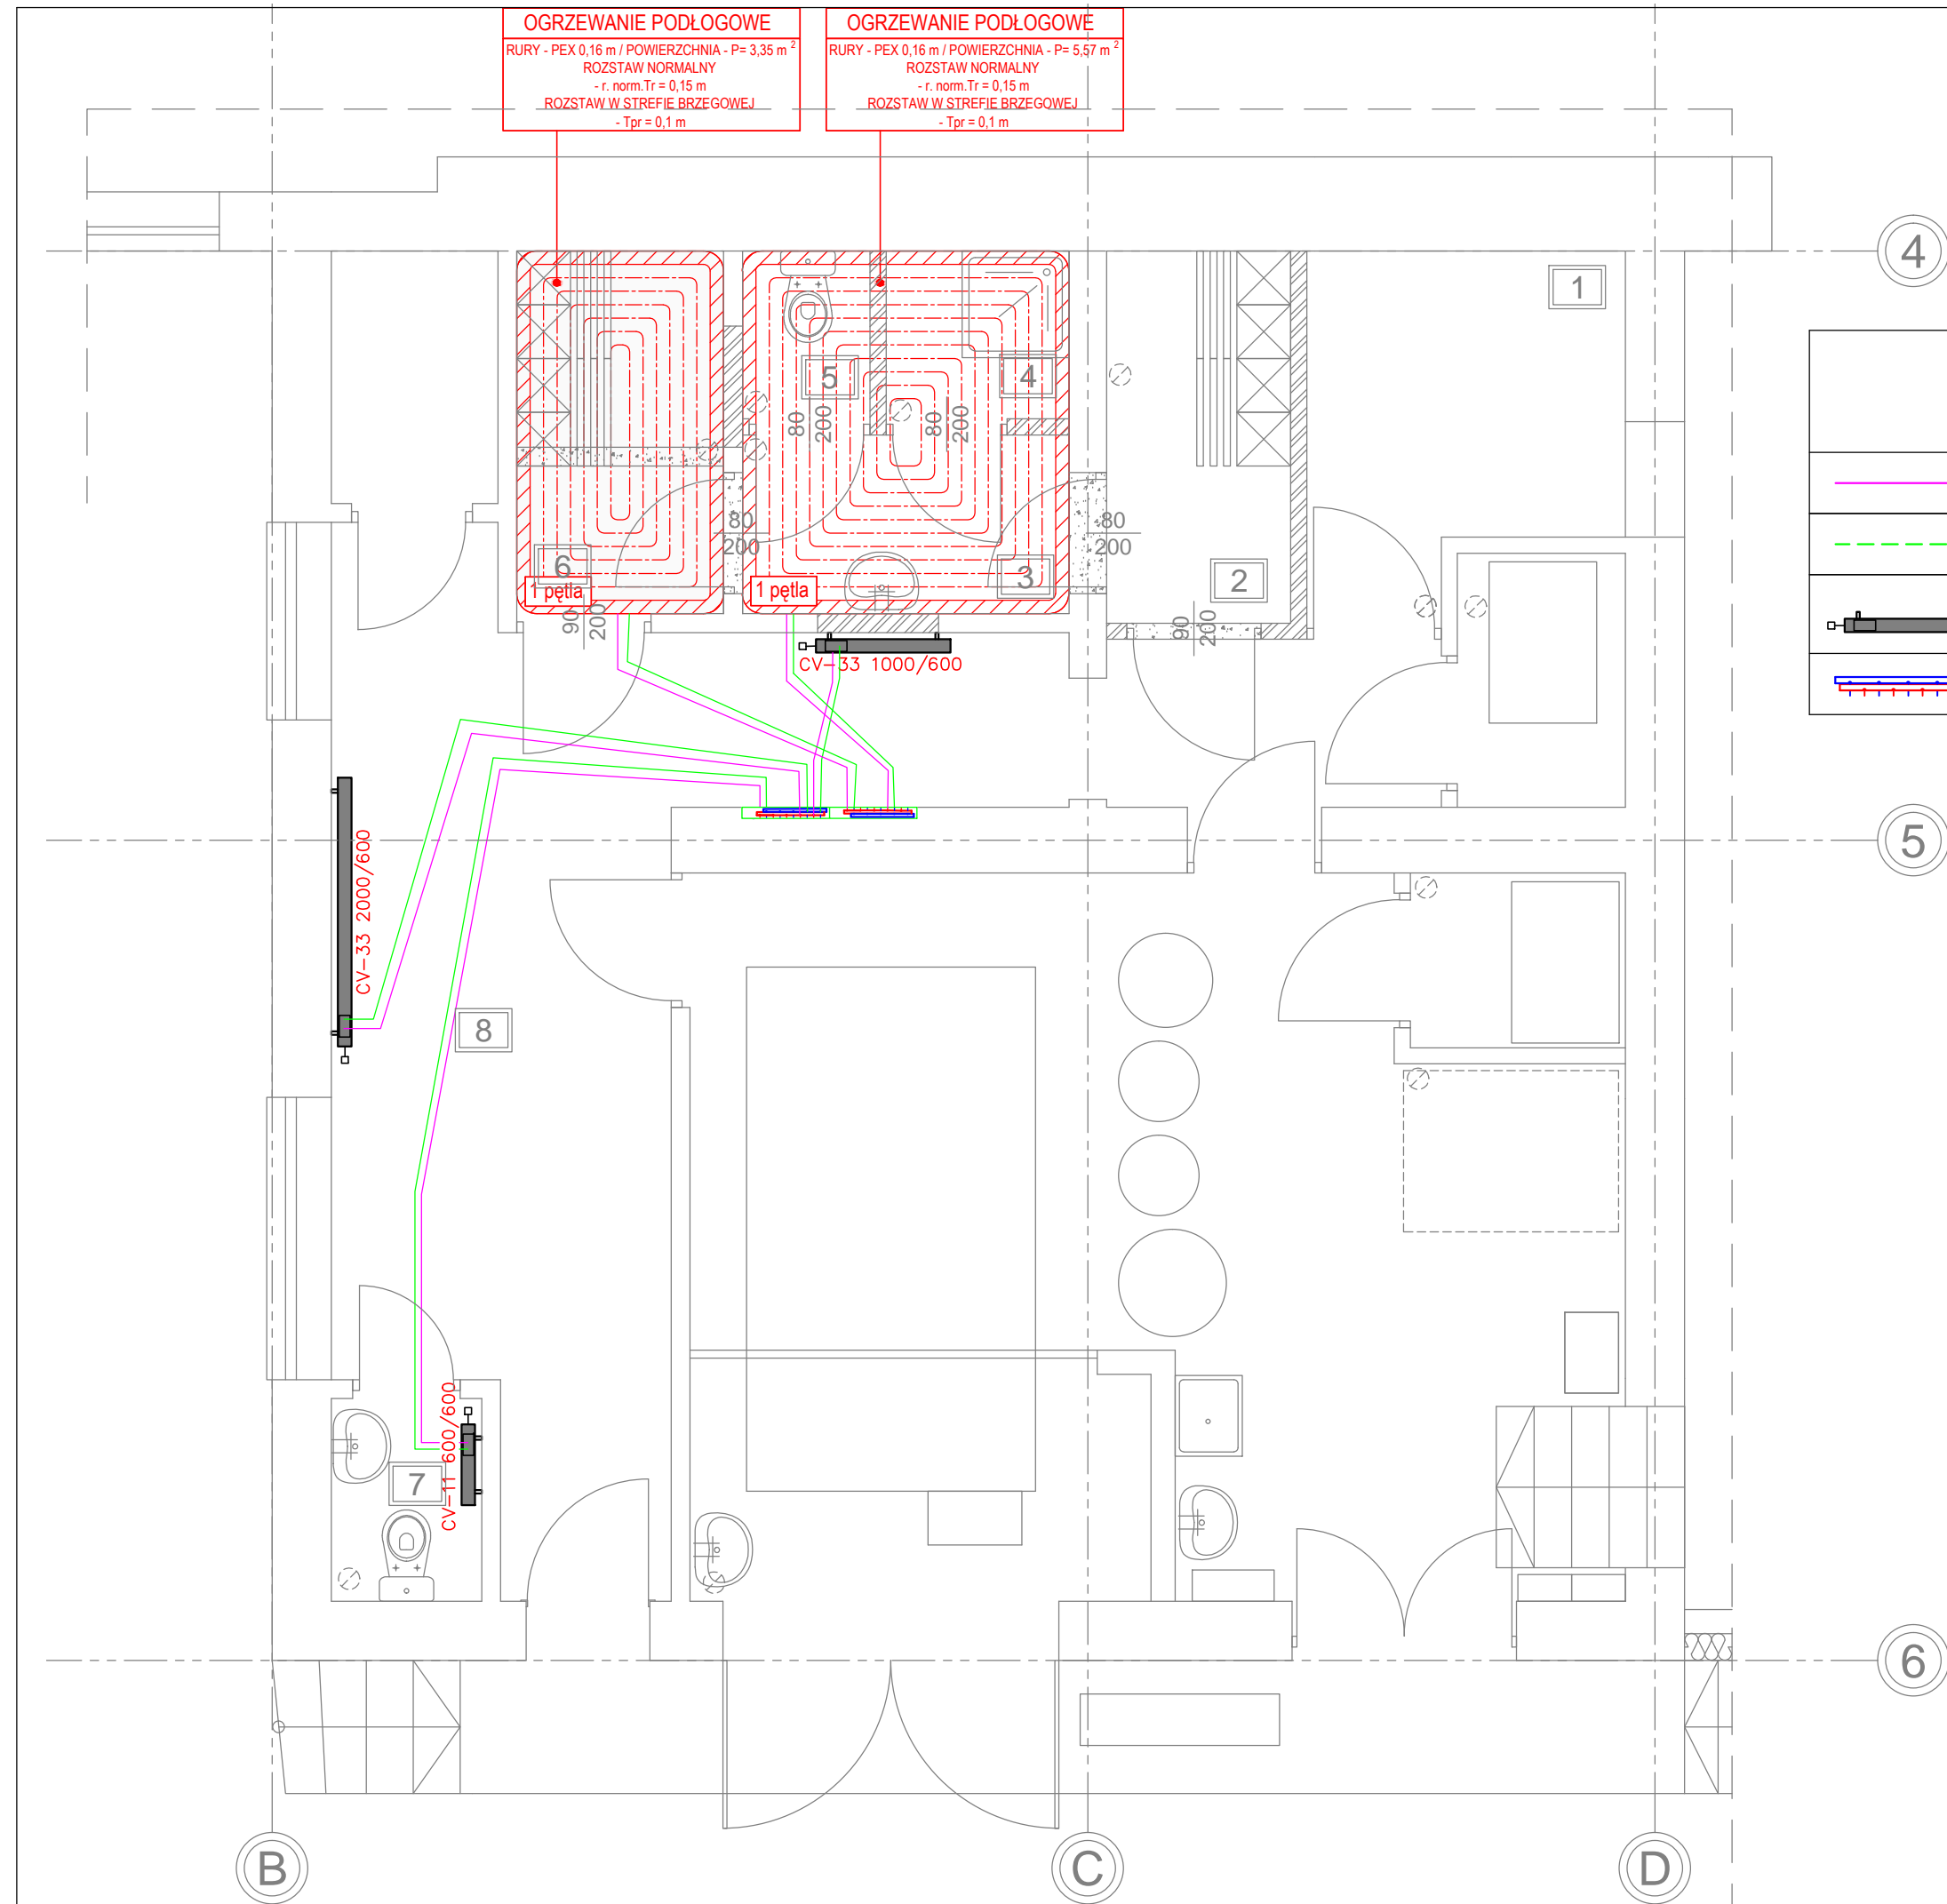 OGRZEWANIE PODŁOGOWE
RURY - PEX 0,16 m / POWIERZCHNIA - P= 3,35 m 2
ROZSTAW NORMALNY
- r. norm.Tr = 0,15 m
ROZSTAW W STREFIE BRZEGOWEJ
- Tpr = 0,1 m
OGRZEWANIE PODŁOGOWE
RURY - PEX 0,16 m / POWIERZCHNIA - P= 5,57 m 2
ROZSTAW NORMALNY
- r. norm.Tr = 0,15 m
ROZSTAW W STREFIE BRZEGOWEJ
- Tpr = 0,1 m
4
1
5
4
80
200
80
200
80
200
80
200
6
3
2
1 pętla
1 pętla
90
200
90
200
CV-33 1000/600
5
CV-33 2000/600
8
CV-11 600/600
7
6
B
C
D